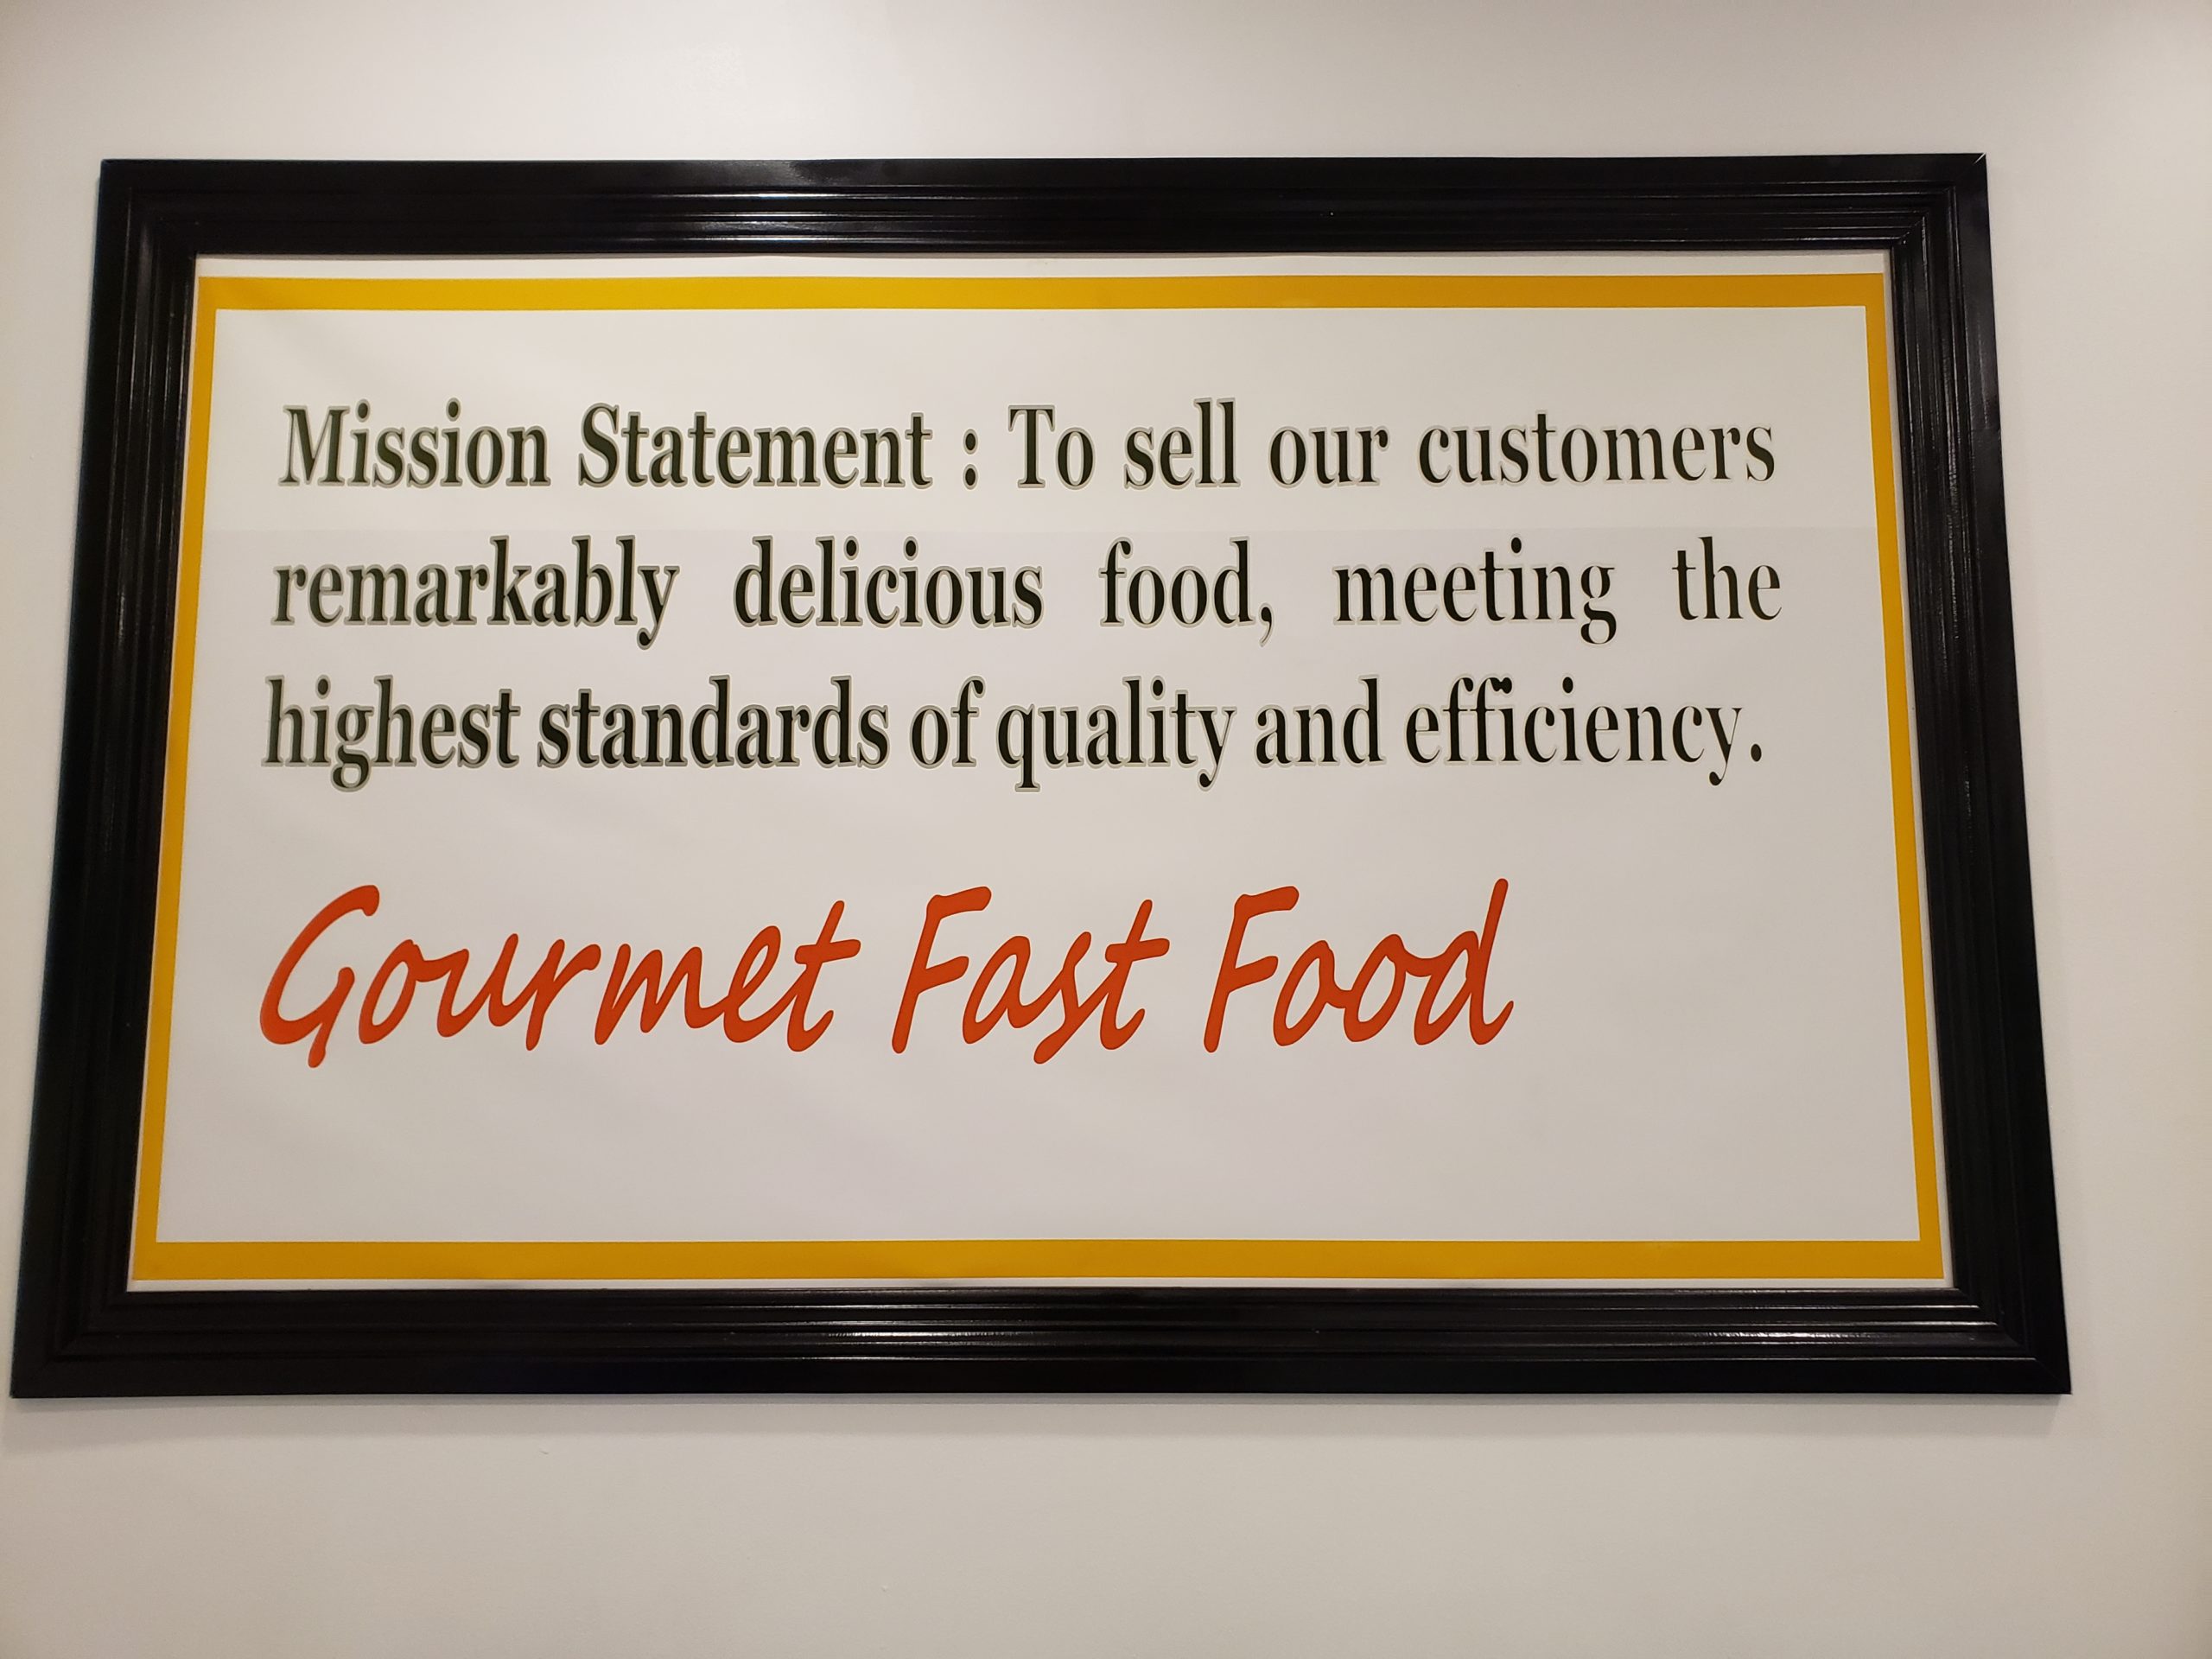 Mission Statement : To sell our customers
remarkably delicious food, meeting the
highest standards of quality and efficiency.
Gourmet Fast Food